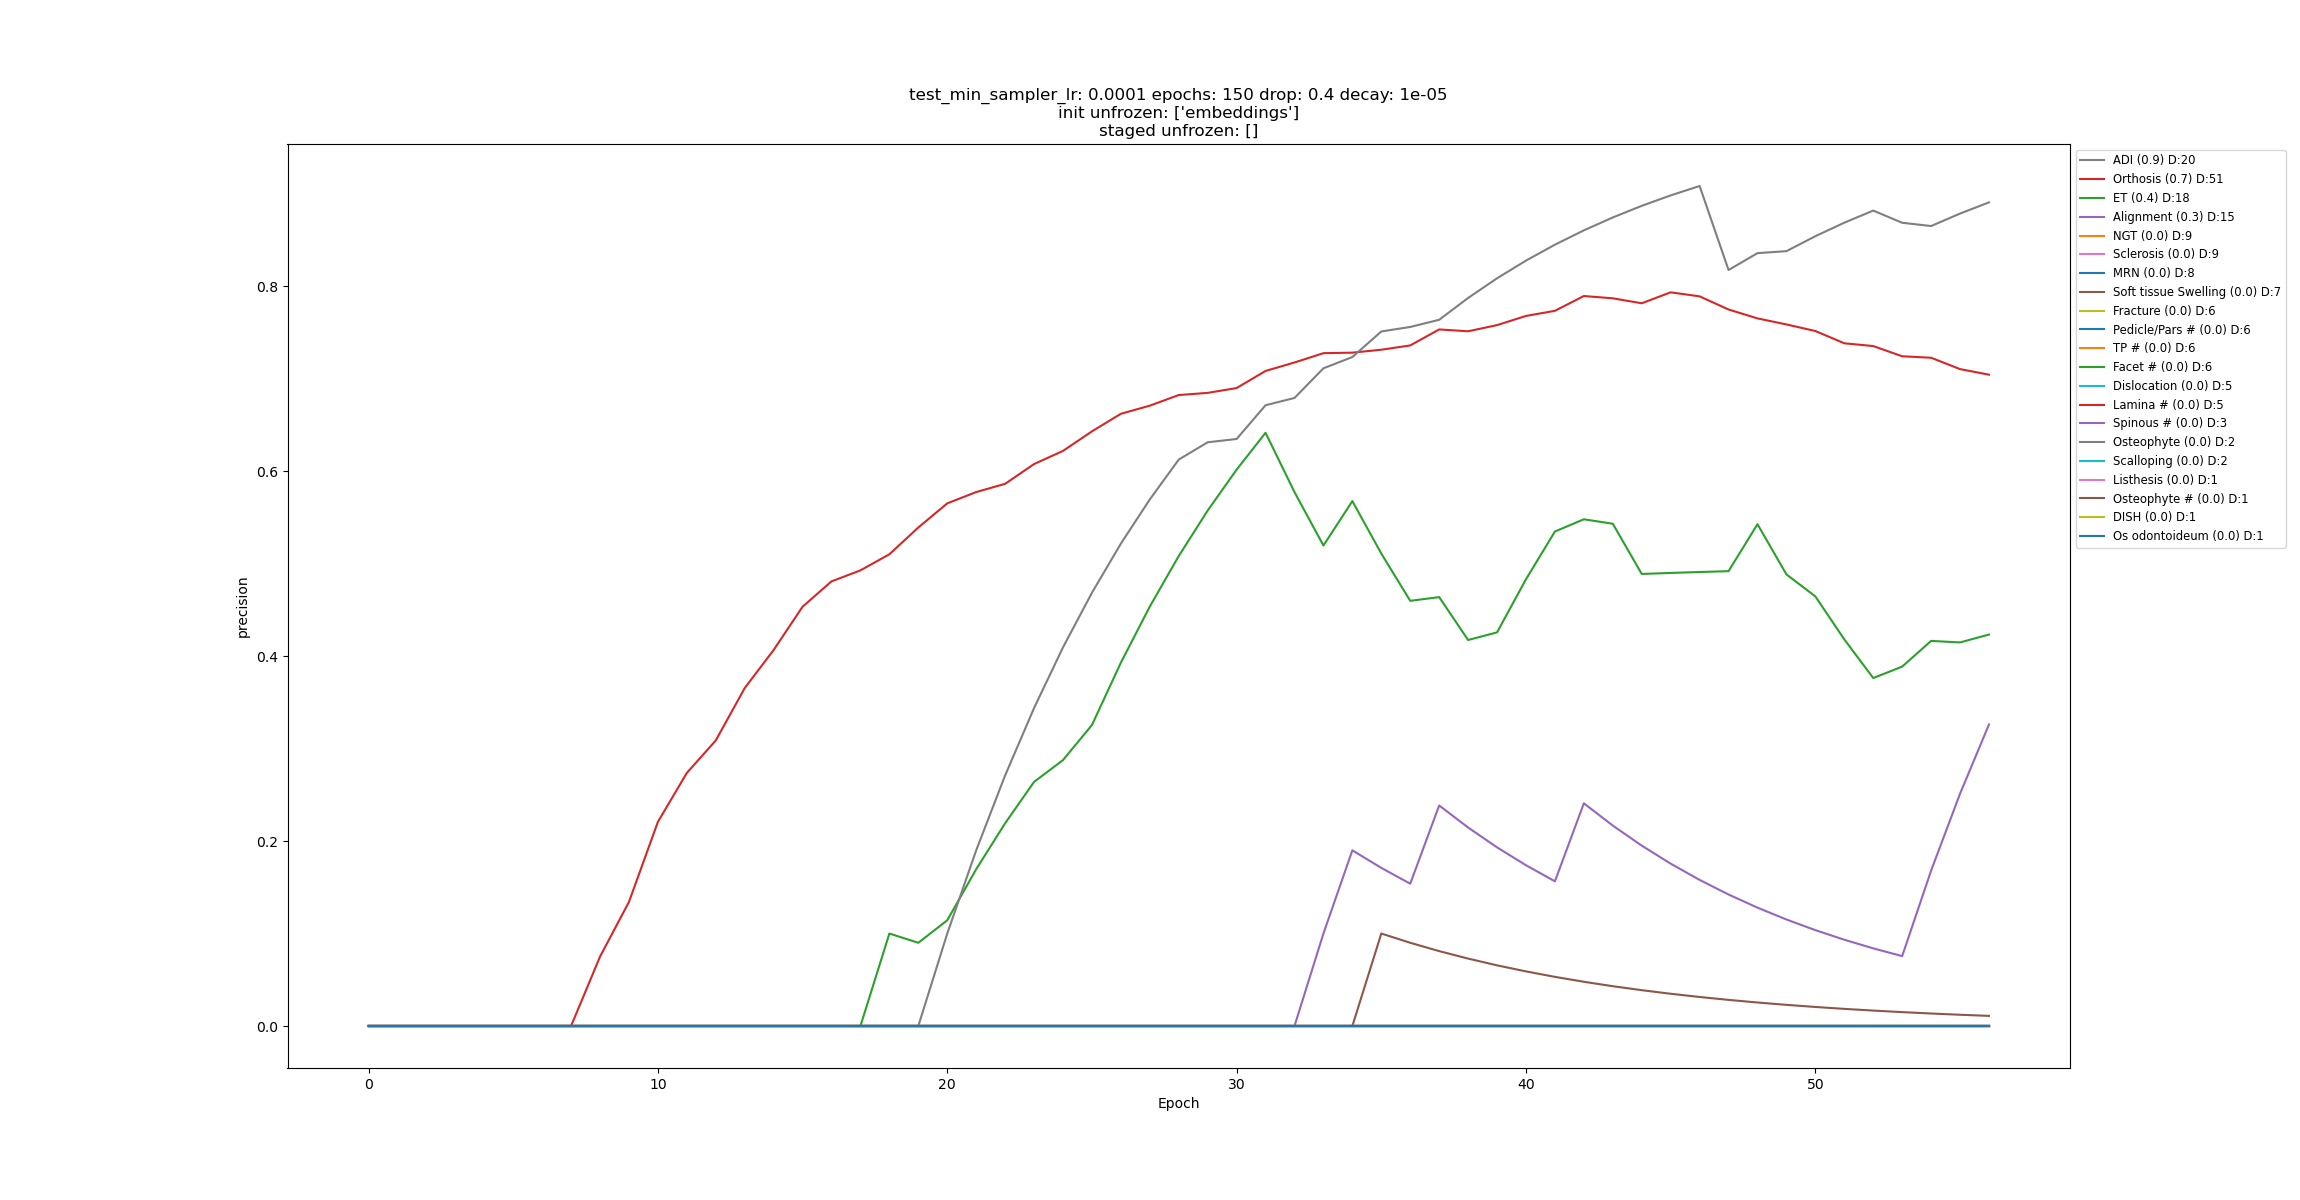 test_min_sampler_lr: 0.0001 epochs: 150 drop: 0.4 decay: 1e-05
init unfrozen: ['embeddings']
staged unfrozen: []
precision
0.8
0.6
0.4
0.2
0.0
0 10 20 30 40 50
Epoch
ADI (0.9) D:20
Orthosis (0.7) D:51
ET (0.4) D:18
Alignment (0.3) D:15
NGT (0.0) D:9
Sclerosis (0.0) D:9
MRN (0.0) D:8
Soft tissue Swelling (0.0) D:7
Fracture (0.0) D:6
Pedicle/Pars # (0.0) D:6
TP # (0.0) D:6
Facet # (0.0) D:6
Dislocation (0.0) D:5
Lamina # (0.0) D:5
Spinous # (0.0) D:3
Osteophyte (0.0) D:2
Scalloping (0.0) D:2
Listhesis (0.0) D:1
Osteophyte # (0.0) D:1
DISH (0.0) D:1
Os odontoideum (0.0) D:1